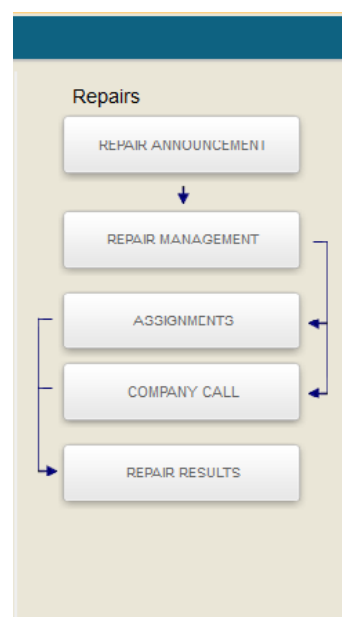 Repairs
REPAIR ANNOUNCEMENT
REPAIR MANAGEMENT
ASSIGNMENTS
COMPANY CALL
REPAIR RESULTS